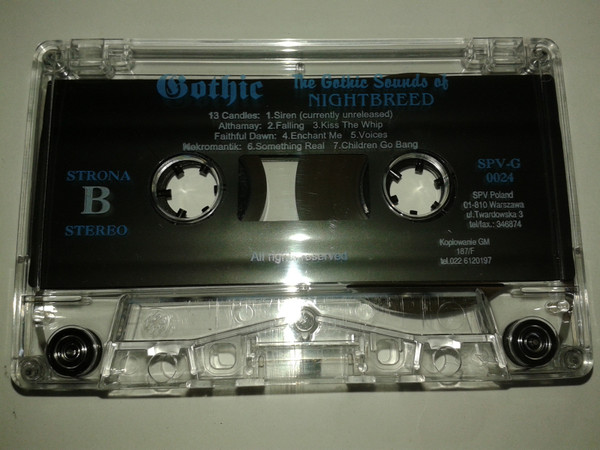 Gothic The Gothic Sounds of
NIGHTBREED
13 Candles: 1.Siren (currently unreleased)
Althamay: 2.Falling 3.Kiss The Whip
Faithful Dawn: 4.Enchant Me 5.Voices
Nekromantik: 6.Something Real 7.Children Go Bang
STRONA
B
STEREO
SPV-G
0024
SPV Poland
01-810 Warszawa
ul.Twardowska 3
tel/fax.: 346874
Kopiowanie GM
187/F
tel.022 6120197
All rights reserved